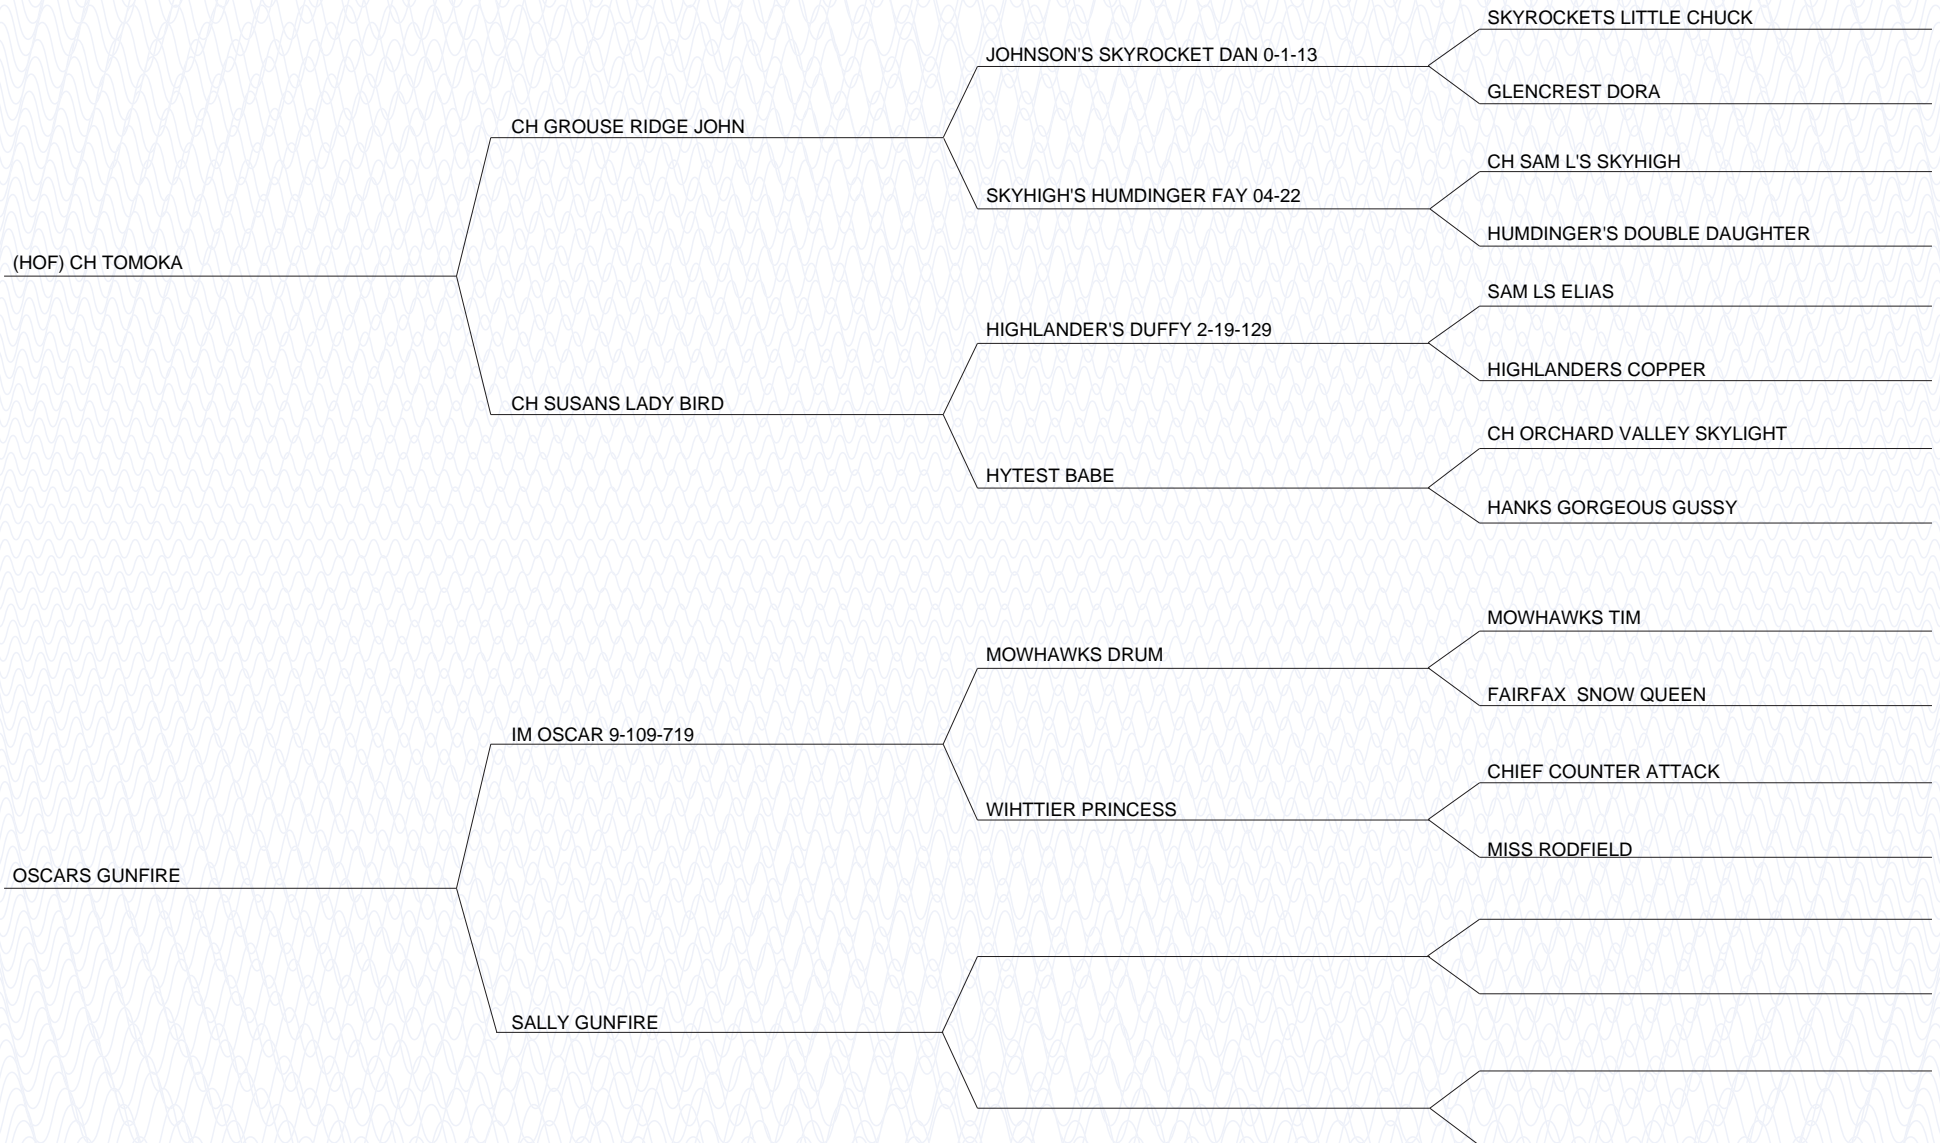 SKYROCKETS LITTLE CHUCK
JOHNSON'S SKYROCKET DAN 0-1-13
GLENCREST DORA
CH GROUSE RIDGE JOHN
CH SAM L'S SKYHIGH
SKYHIGH'S HUMDINGER FAY 04-22
HUMDINGER'S DOUBLE DAUGHTER
(HOF) CH TOMOKA
SAM LS ELIAS
HIGHLANDER'S DUFFY 2-19-129
HIGHLANDERS COPPER
CH SUSANS LADY BIRD
CH ORCHARD VALLEY SKYLIGHT
HYTEST BABE
HANKS GORGEOUS GUSSY
MOWHAWKS TIM
MOWHAWKS DRUM
FAIRFAX  SNOW QUEEN
IM OSCAR 9-109-719
CHIEF COUNTER ATTACK
WIHTTIER PRINCESS
MISS RODFIELD
OSCARS GUNFIRE
SALLY GUNFIRE